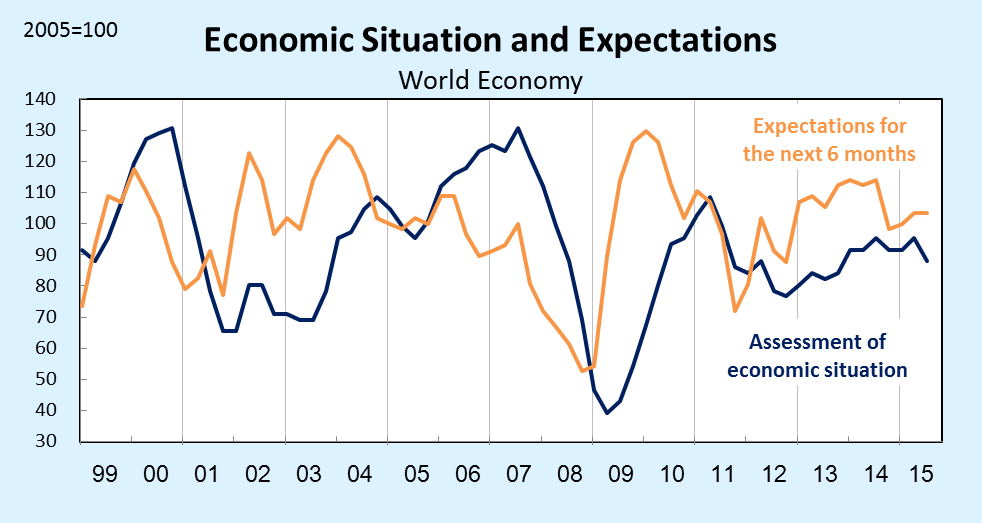 2005=100
Economic Situation and Expectations
World Economy
140
130
120
110
100
90
80
70
60
50
40
30
Expectations for
the next 6 months
Assessment of
economic situation
99 00 01 02 03 04 05 06 07 08 09 10 11 12 13 14 15